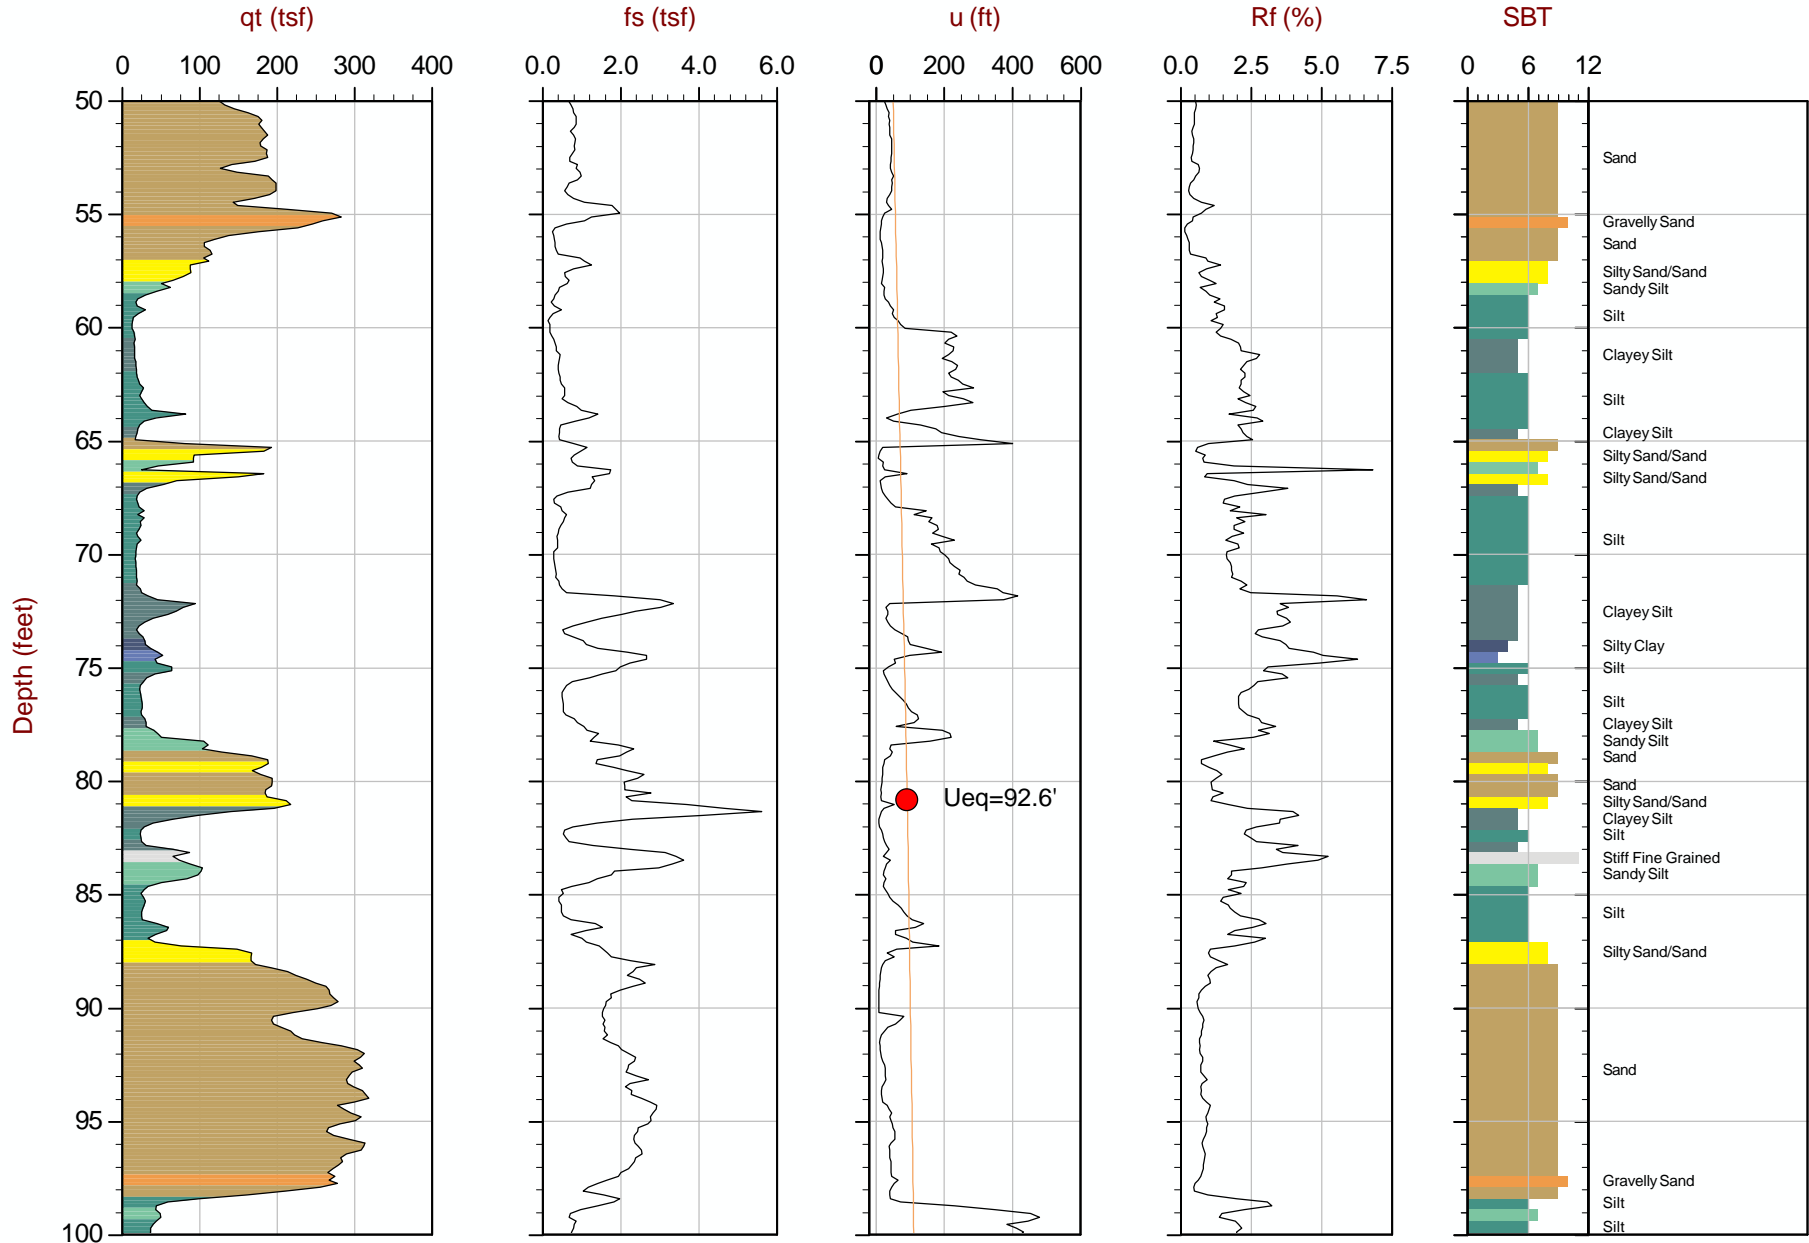 qt (tsf) fs (tsf) u (ft) Rf (%) SBT
0 100 200 300 400 0.0 2.0 4.0 6.0 0 200 400 600 0.0 2.5 5.0 7.5 0 6 12
50
Sand
55
Gravelly Sand
Sand
Silty Sand/Sand
Sandy Silt
Silt
60
Clayey Silt
Silt
Clayey Silt
65
Silty Sand/Sand
Silty Sand/Sand
Silt
70
Clayey Silt
Silty Clay
Silt
75
Silt
Clayey Silt
Sandy Silt
Sand
80
Sand
Ueq=92.6'
Silty Sand/Sand
Clayey Silt
Silt
Stiff Fine Grained
Sandy Silt
85
Silt
Silty Sand/Sand
90
Sand
95
Gravelly Sand
Silt
Silt
100
Depth (feet)